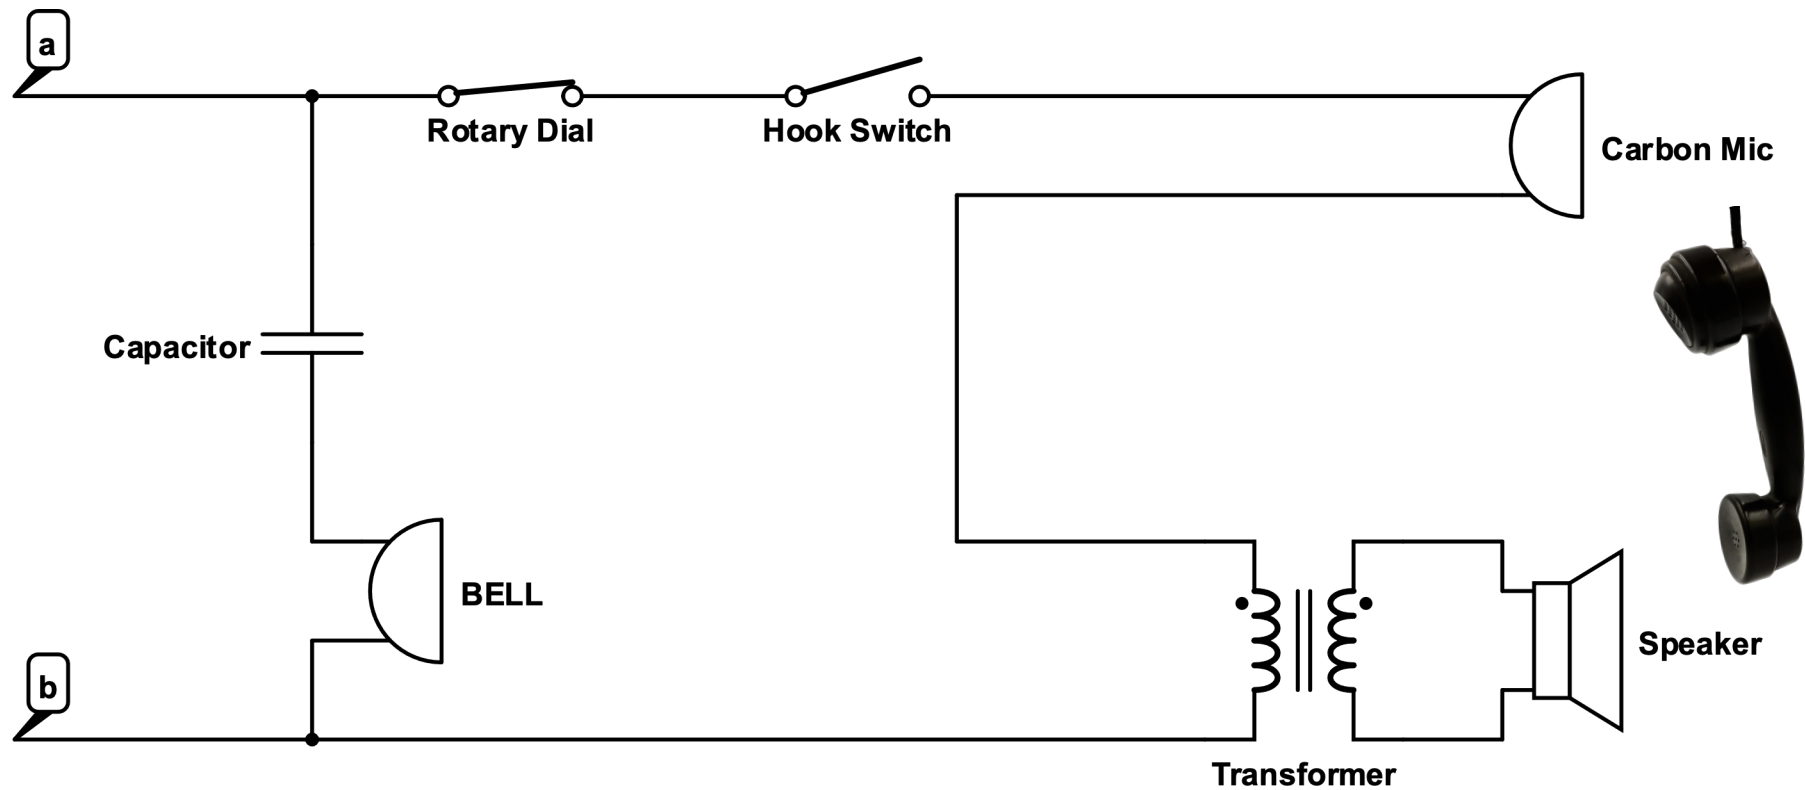 a
Rotary Dial
Hook Switch
Carbon Mic
Capacitor
BELL
Speaker
b
Transformer